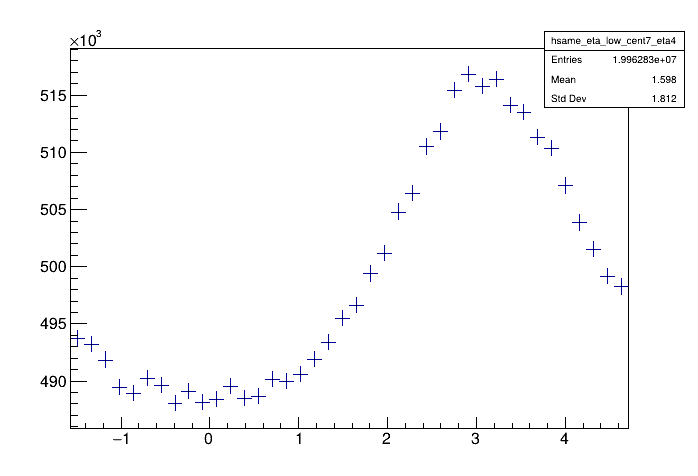 ×10³
hsame_eta_low_cent7_eta4
Entries 1.996283e+07
Mean 1.598
Std Dev 1.812
515
510
505
500
495
490
−1 0 1 2 3 4